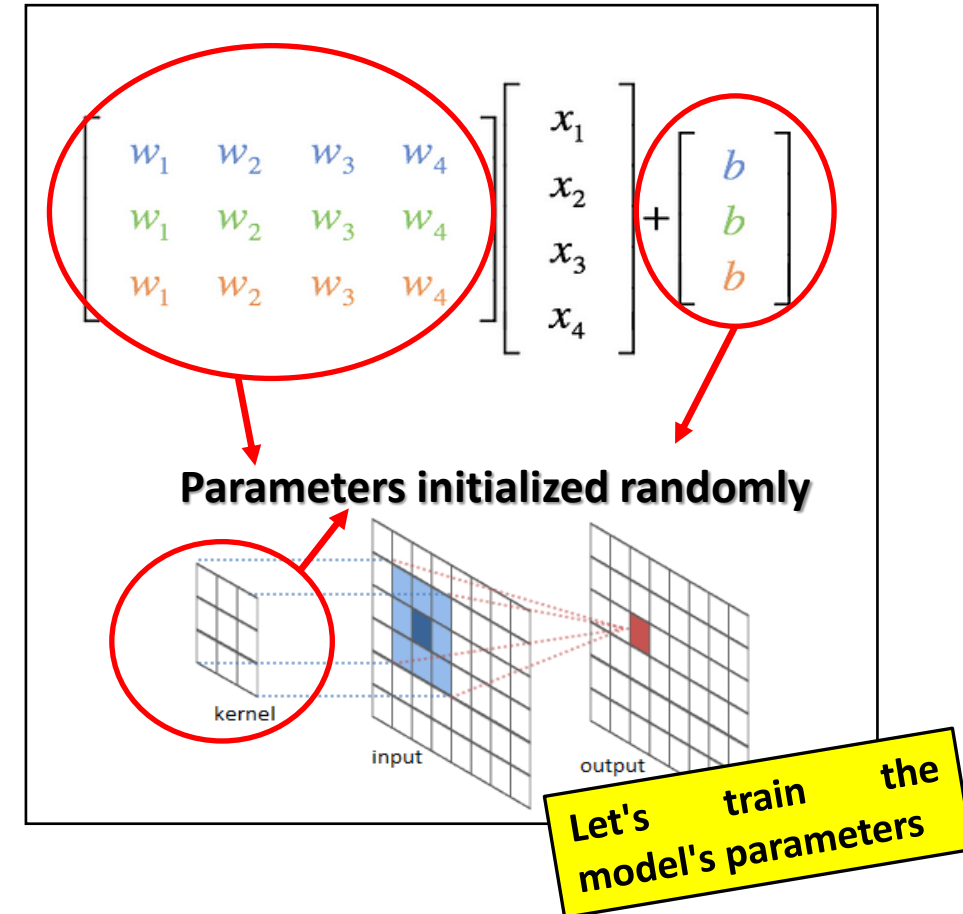 w₁ w₂ w₃ w₄
w₁ w₂ w₃ w₄
w₁ w₂ w₃ w₄
x₁
x₂
x₃
x₄
+
b
b
b
Parameters initialized randomly
kernel
input
output
Let's train the
model's parameters